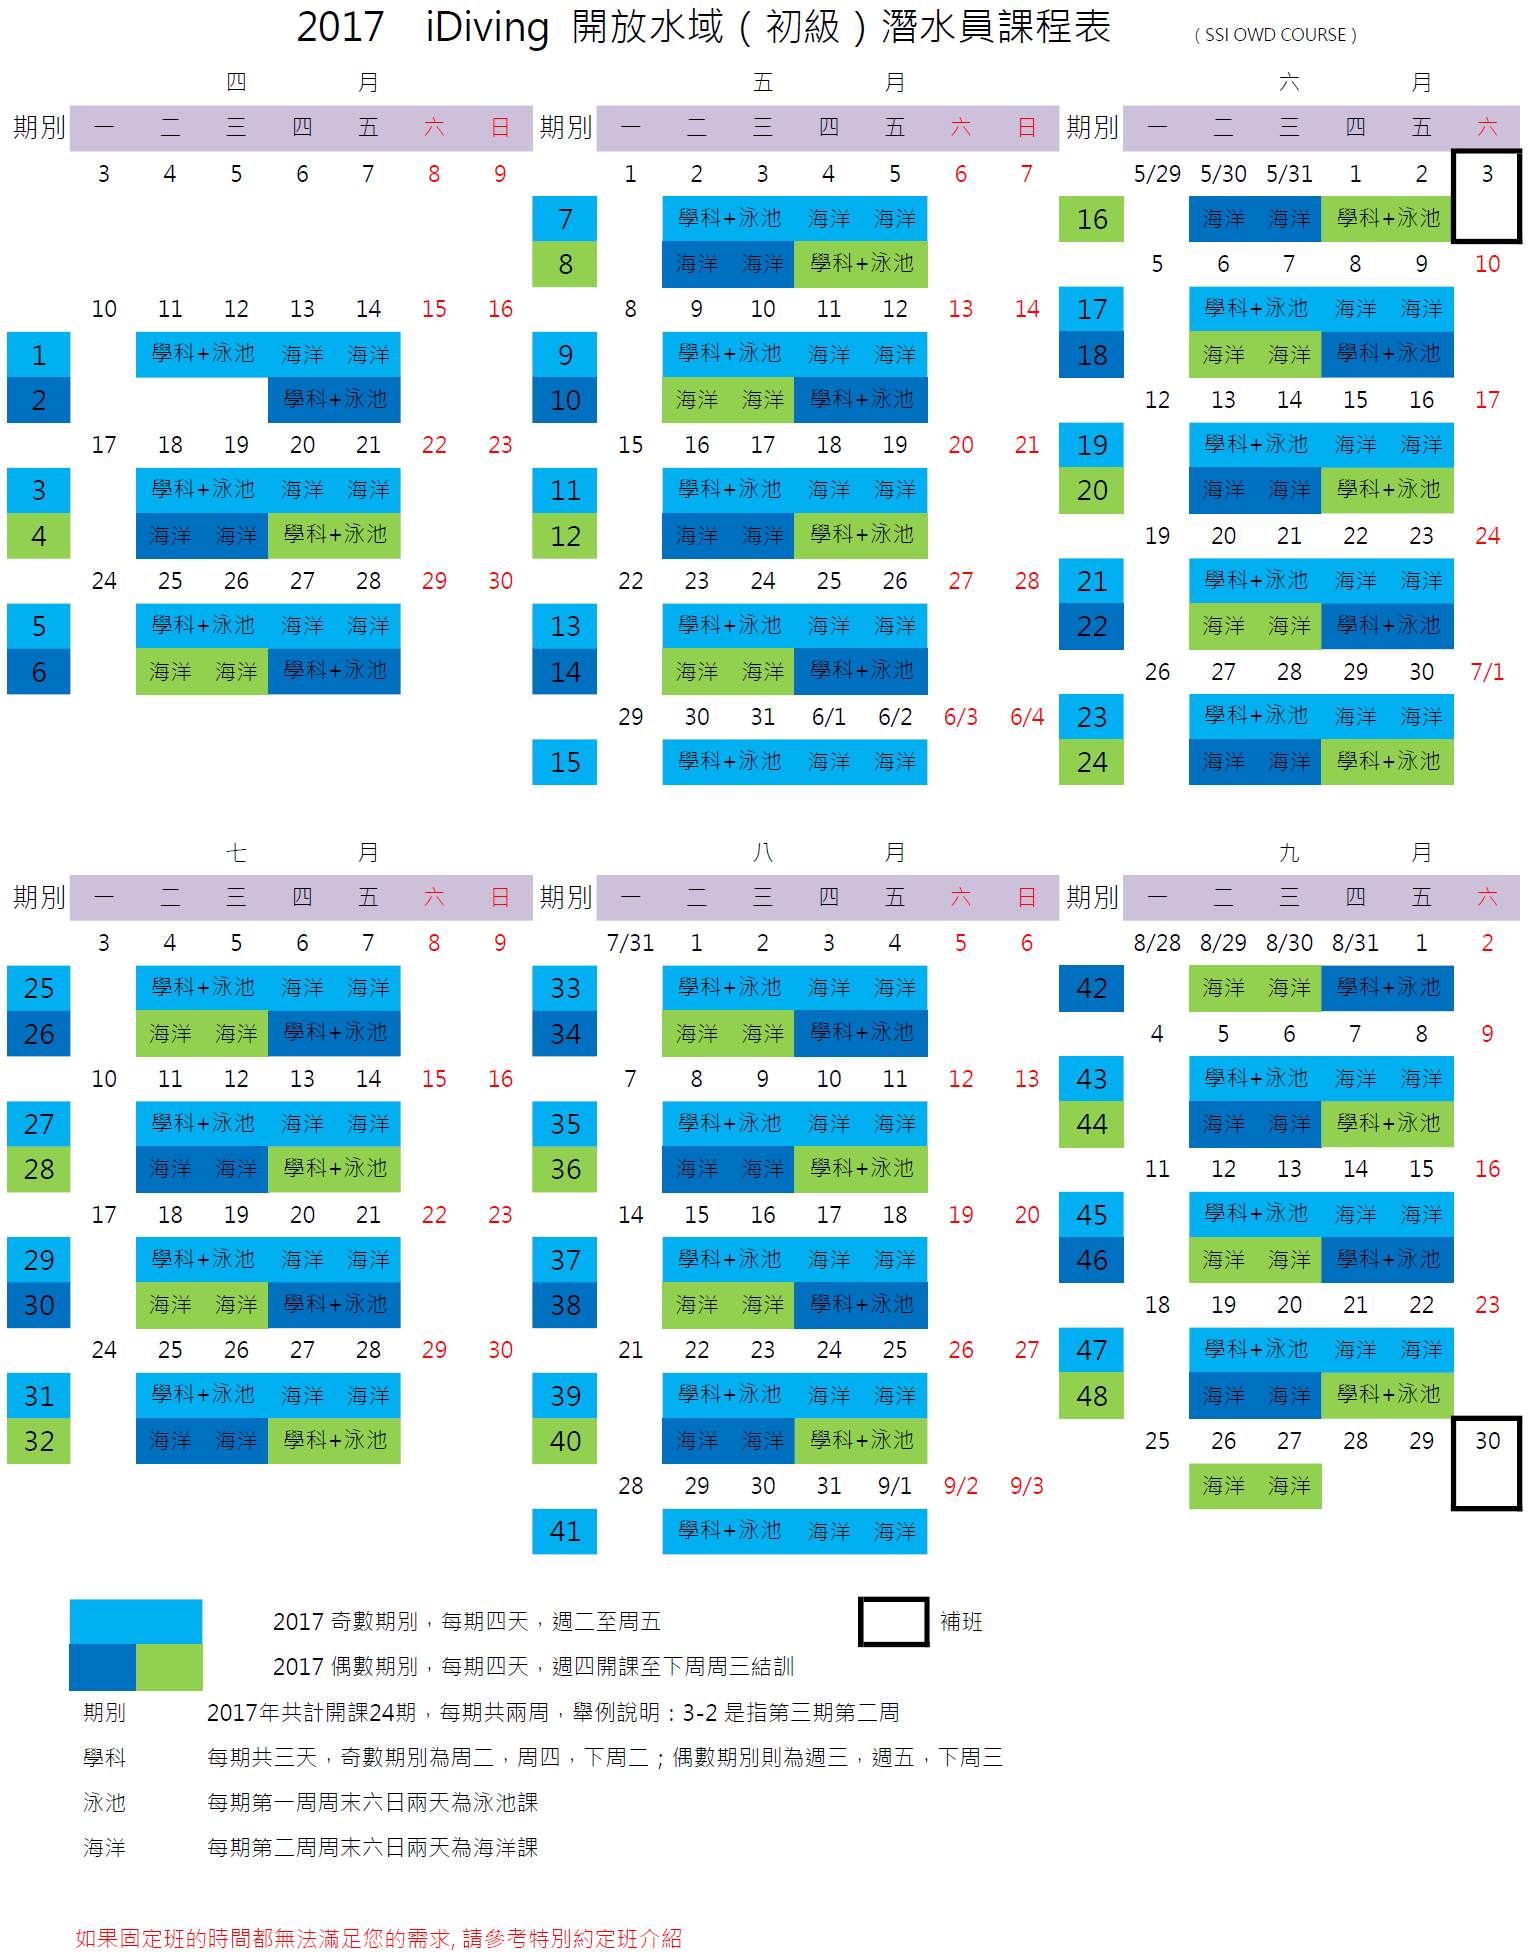 2017 iDiving 開放水域（初級）潛水員課程表 （SSI OWD COURSE）
四 月 五 月 六 月
期別 一 二 三 四 五 六 日 期別 一 二 三 四 五 六 日 期別 一 二 三 四 五 六
3 4 5 6 7 8 9 1 2 3 4 5 6 7 5/29 5/30 5/31 1 2 3
7 學科+泳池 海洋 海洋 16 海洋 海洋 學科+泳池
8 海洋 海洋 學科+泳池 5 6 7 8 9 10
10 11 12 13 14 15 16 8 9 10 11 12 13 14 17 學科+泳池 海洋 海洋
1 學科+泳池 海洋 海洋 9 學科+泳池 海洋 海洋 18 海洋 海洋 學科+泳池
2 學科+泳池 10 海洋 海洋 學科+泳池 12 13 14 15 16 17
17 18 19 20 21 22 23 15 16 17 18 19 20 21 19 學科+泳池 海洋 海洋
3 學科+泳池 海洋 海洋 11 學科+泳池 海洋 海洋 20 海洋 海洋 學科+泳池
4 海洋 海洋 學科+泳池 12 海洋 海洋 學科+泳池 19 20 21 22 23 24
24 25 26 27 28 29 30 22 23 24 25 26 27 28 21 學科+泳池 海洋 海洋
5 學科+泳池 海洋 海洋 13 學科+泳池 海洋 海洋 22 海洋 海洋 學科+泳池
6 海洋 海洋 學科+泳池 14 海洋 海洋 學科+泳池 26 27 28 29 30 7/1
29 30 31 6/1 6/2 6/3 6/4 23 學科+泳池 海洋 海洋
15 學科+泳池 海洋 海洋 24 海洋 海洋 學科+泳池
七 月 八 月 九 月
期別 一 二 三 四 五 六 日 期別 一 二 三 四 五 六 日 期別 一 二 三 四 五 六
3 4 5 6 7 8 9 7/31 1 2 3 4 5 6 8/28 8/29 8/30 8/31 1 2
25 學科+泳池 海洋 海洋 33 學科+泳池 海洋 海洋 42 海洋 海洋 學科+泳池
26 海洋 海洋 學科+泳池 34 海洋 海洋 學科+泳池 4 5 6 7 8 9
10 11 12 13 14 15 16 7 8 9 10 11 12 13 43 學科+泳池 海洋 海洋
27 學科+泳池 海洋 海洋 35 學科+泳池 海洋 海洋 44 海洋 海洋 學科+泳池
28 海洋 海洋 學科+泳池 36 海洋 海洋 學科+泳池 11 12 13 14 15 16
17 18 19 20 21 22 23 14 15 16 17 18 19 20 45 學科+泳池 海洋 海洋
29 學科+泳池 海洋 海洋 37 學科+泳池 海洋 海洋 46 海洋 海洋 學科+泳池
30 海洋 海洋 學科+泳池 38 海洋 海洋 學科+泳池 18 19 20 21 22 23
24 25 26 27 28 29 30 21 22 23 24 25 26 27 47 學科+泳池 海洋 海洋
31 學科+泳池 海洋 海洋 39 學科+泳池 海洋 海洋 48 海洋 海洋 學科+泳池
32 海洋 海洋 學科+泳池 40 海洋 海洋 學科+泳池 25 26 27 28 29 30
28 29 30 31 9/1 9/2 9/3 海洋 海洋
41 學科+泳池 海洋 海洋
2017 奇數期別，每期四天，週二至周五 補班
2017 偶數期別，每期四天，週四開課至下周周三結訓
期別 2017年共計開課24期，每期共兩周，舉例說明：3-2 是指第三期第二周
學科 每期共三天，奇數期別為周二，周四，下周二；偶數期別則為週三，週五，下周三
泳池 每期第一周周末六日兩天為泳池課
海洋 每期第二周周末六日兩天為海洋課
如果固定班的時間都無法滿足您的需求, 請參考特別約定班介紹